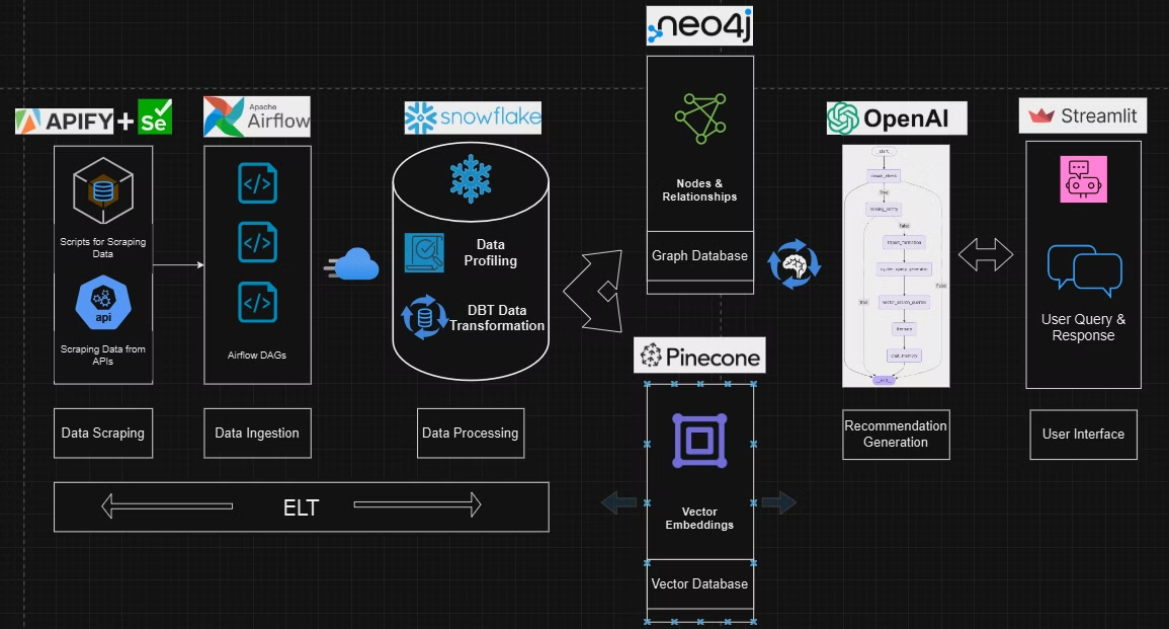 neo4j
APIFY + Se
Apache
Airflow
snowflake
OpenAI
Streamlit
Scripts for Scraping
Data
api
Scraping Data from
APIs
Airflow DAGs
Data
Profiling
DBT Data
Transformation
Nodes &
Relationships
Graph Database
Pinecone
Vector
Embeddings
Vector Database
User Query &
Response
Data Scraping
Data Ingestion
Data Processing
Recommendation
Generation
User Interface
ELT